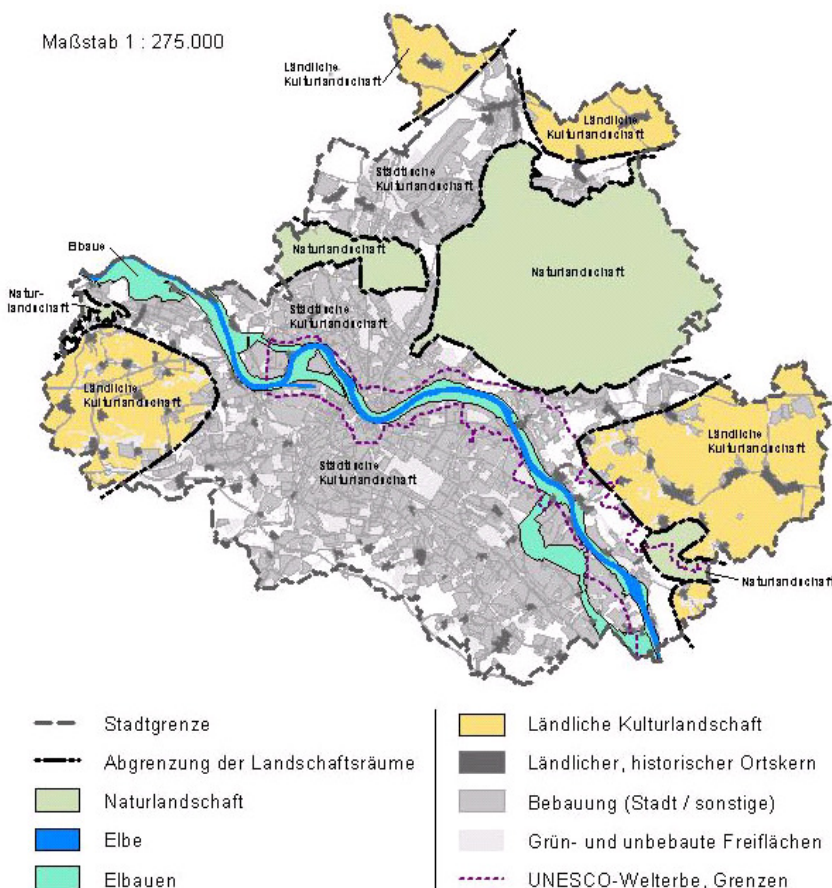 Maßstab 1 : 275.000
Ländliche
Kulturlandschaft
Ländliche
Kulturlandschaft
Städtische
Kulturlandschaft
Elbaue
Naturlandschaft
Naturlandschaft
Natur-
landschaft
Städtische
Kulturlandschaft
Ländliche
Kulturlandschaft
Ländliche
Kulturlandschaft
Städtische
Kulturlandschaft
Naturlandschaft
Stadtgrenze
Abgrenzung der Landschaftsräume
Naturlandschaft
Elbe
Elbauen
Ländliche Kulturlandschaft
Ländlicher, historischer Ortskern
Bebauung (Stadt / sonstige)
Grün- und unbebaute Freiflächen
UNESCO-Welterbe, Grenzen